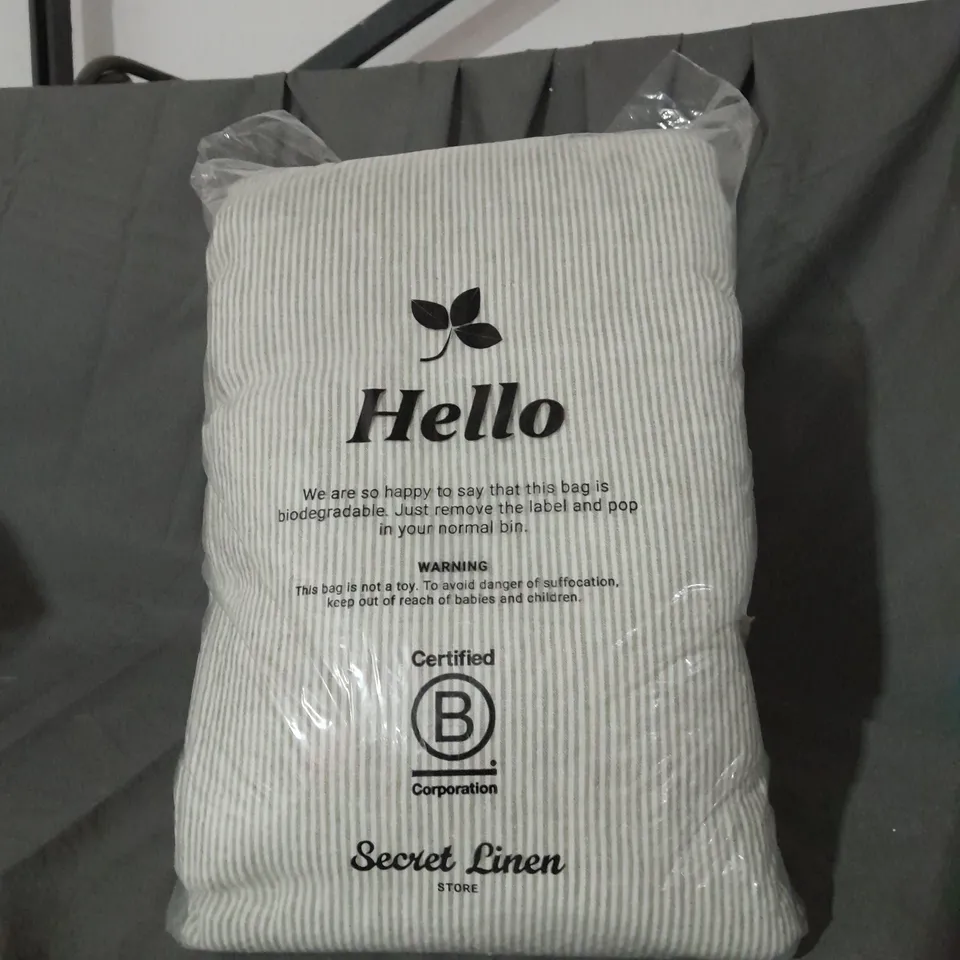 Hello
We are so happy to say that this bag is
biodegradable. Just remove the label and pop
in your normal bin.
WARNING
This bag is not a toy. To avoid danger of suffocation,
keep out of reach of babies and children.
Certified
B
Corporation
Secret Linen
STORE